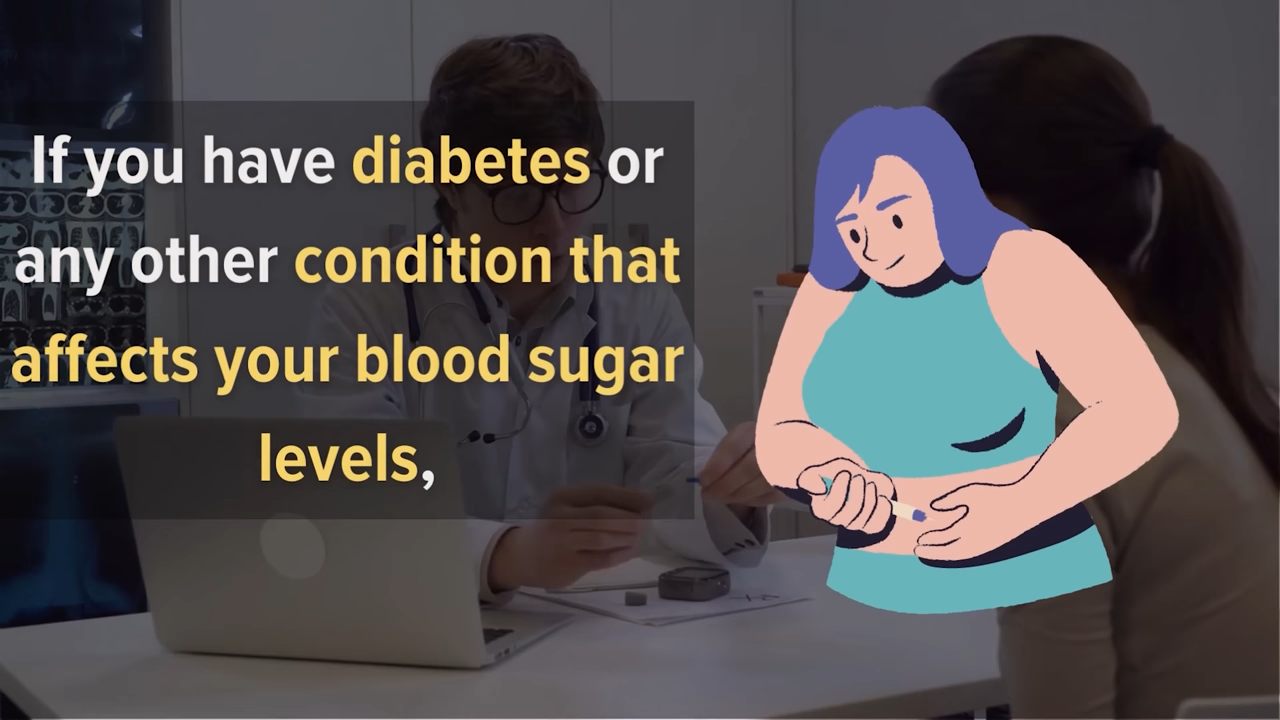 If you have diabetes or
any other condition that
affects your blood sugar
levels,